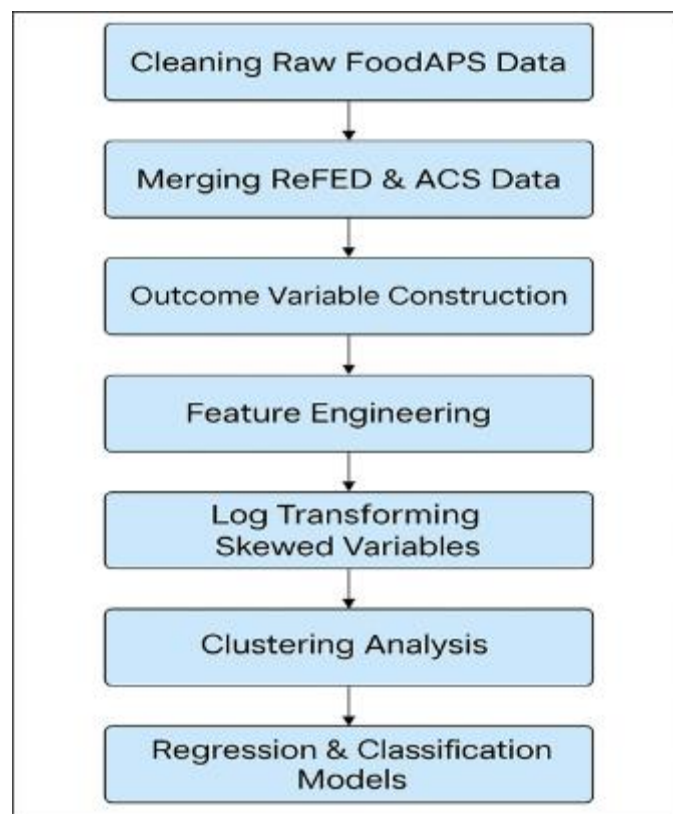 Cleaning Raw FoodAPS Data
Merging ReFED & ACS Data
Outcome Variable Construction
Feature Engineering
Log Transforming
Skewed Variables
Clustering Analysis
Regression & Classification
Models